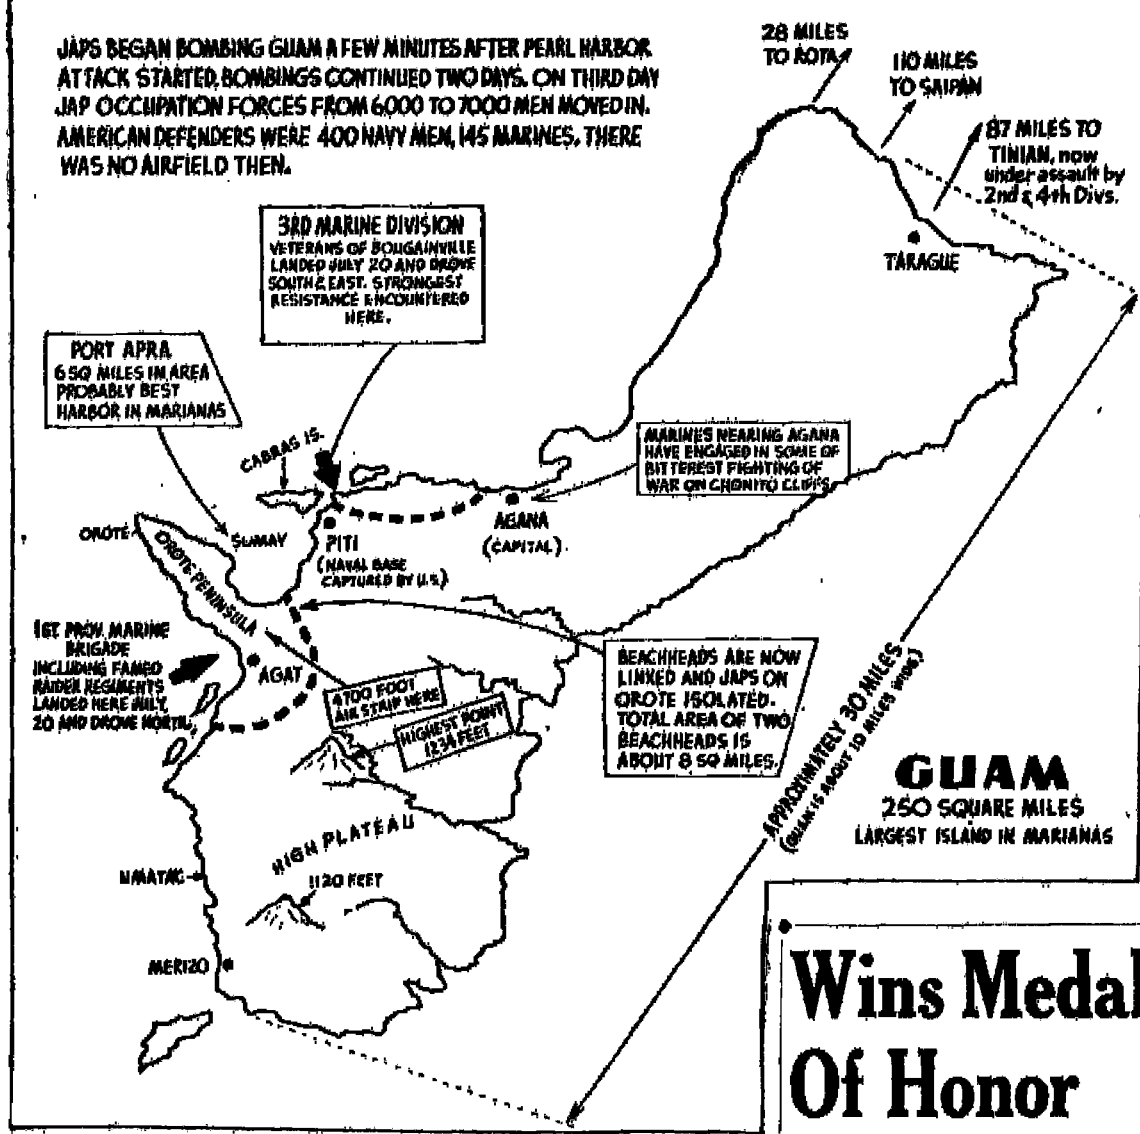 JAPS BEGAN BOMBING GUAM A FEW MINUTES AFTER PEARL HARBOR
ATTACK STARTED. BOMBINGS CONTINUED TWO DAYS. ON THIRD DAY
JAP OCCUPATION FORCES FROM 6000 TO 7000 MEN MOVED IN.
AMERICAN DEFENDERS WERE 400 NAVY MEN, 145 MARINES. THERE
WAS NO AIRFIELD THEN.
28 MILES
TO ROTA
110 MILES
TO SAIPAN
87 MILES TO
TINIAN, now
under assault by
2nd & 4th Divs.
TARAGUE
3RD MARINE DIVISION
VETERANS OF BOUGAINVILLE
LANDED JULY 20 AND DROVE
SOUTH & EAST. STRONGEST
RESISTANCE ENCOUNTERED
HERE.
PORT APRA
6 SQ MILES IN AREA
PROBABLY BEST
HARBOR IN MARIANAS
CABRAS IS.
MARINES NEARING AGANA
HAVE ENGAGED IN SOME OF
BITTEREST FIGHTING OF
WAR ON CHONITO CLIFFS.
OROTE
SUMAY
OROTE PENINSULA
PITI
(NAVAL BASE
CAPTURED BY U.S.)
AGANA
(CAPITAL).
1ST PROV. MARINE
BRIGADE
INCLUDING FAMED
RAIDER REGIMENTS
LANDED HERE JULY
20 AND DROVE NORTH.
AGAT
4700 FOOT
AIR STRIP HERE
HIGHEST POINT
1234 FEET
BEACHHEADS ARE NOW
LINKED AND JAPS ON
OROTE ISOLATED.
TOTAL AREA OF TWO
BEACHHEADS IS
ABOUT 8 SQ MILES.
APPROXIMATELY 30 MILES
(GUAM IS ABOUT 10 MILES WIDE)
GUAM
250 SQUARE MILES
LARGEST ISLAND IN MARIANAS
HIGH PLATEAU
UMATAC
1120 FEET
MERIZO
Wins Medal
Of Honor